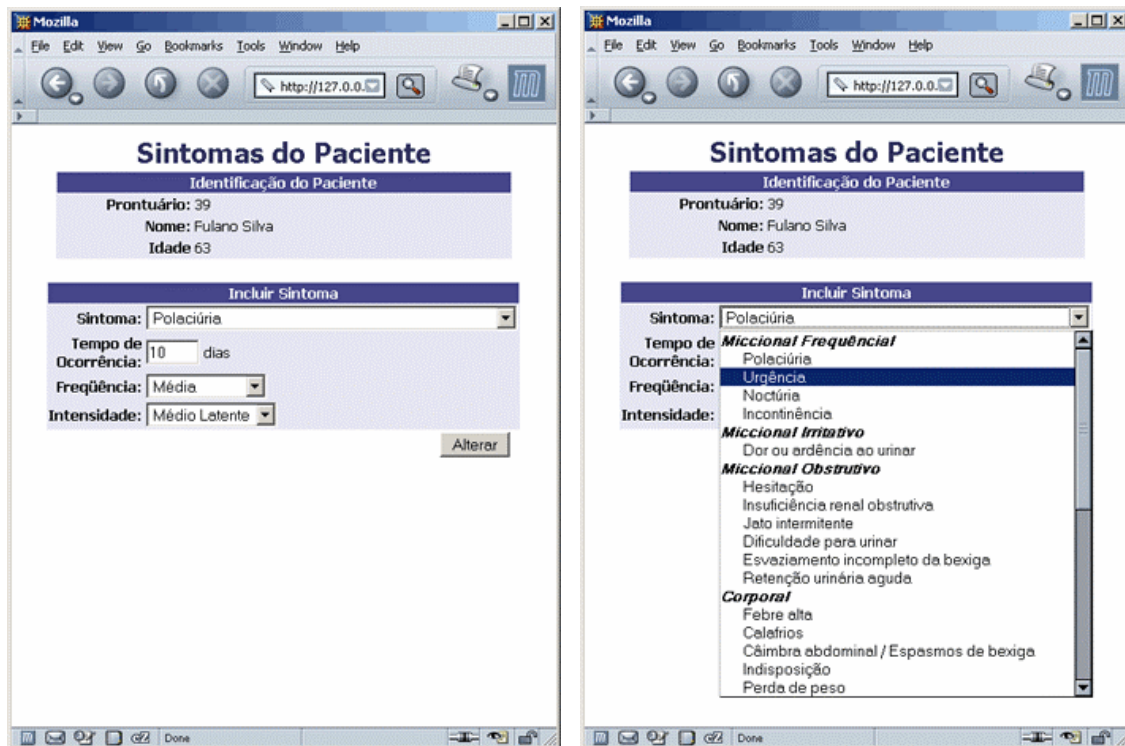 Mozilla
File Edit View Go Bookmarks Tools Window Help
http://127.0.0.
Sintomas do Paciente
Identificação do Paciente
Prontuário: 39
Nome: Fulano Silva
Idade 63
Incluir Sintoma
Sintoma: Polaciúria
Tempo de
Ocorrência: 10 dias
Freqüência: Média
Intensidade: Médio Latente
Alterar
Done
Mozilla
File Edit View Go Bookmarks Tools Window Help
http://127.0.0.
Sintomas do Paciente
Identificação do Paciente
Prontuário: 39
Nome: Fulano Silva
Idade 63
Incluir Sintoma
Sintoma: Polaciúria
Tempo de
Ocorrência:
Freqüência:
Intensidade:
Miccional Frequêncial
Polaciúria
Urgência
Noctúria
Incontinência
Miccional Irritativo
Dor ou ardência ao urinar
Miccional Obstrutivo
Hesitação
Insuficiência renal obstrutiva
Jato intermitente
Dificuldade para urinar
Esvaziamento incompleto da bexiga
Retenção urinária aguda
Corporal
Febre alta
Calafrios
Câimbra abdominal / Espasmos de bexiga
Indisposição
Perda de peso
Done